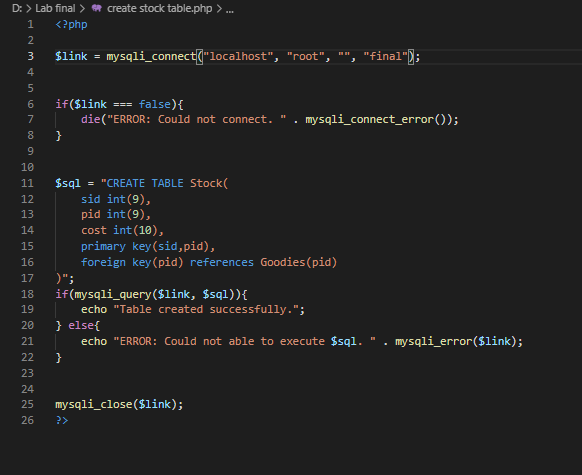 D: > Lab final > create stock table.php > ...
1 <?php
2
3 $link = mysqli_connect("localhost", "root", "", "final");
4
5
6 if($link === false){
7     die("ERROR: Could not connect. " . mysqli_connect_error());
8 }
9
10
11 $sql = "CREATE TABLE Stock(
12     sid int(9),
13     pid int(9),
14     cost int(10),
15     primary key(sid,pid),
16     foreign key(pid) references Goodies(pid)
17 )";
18 if(mysqli_query($link, $sql)){
19     echo "Table created successfully.";
20 } else{
21     echo "ERROR: Could not able to execute $sql. " . mysqli_error($link);
22 }
23
24
25 mysqli_close($link);
26 ?>